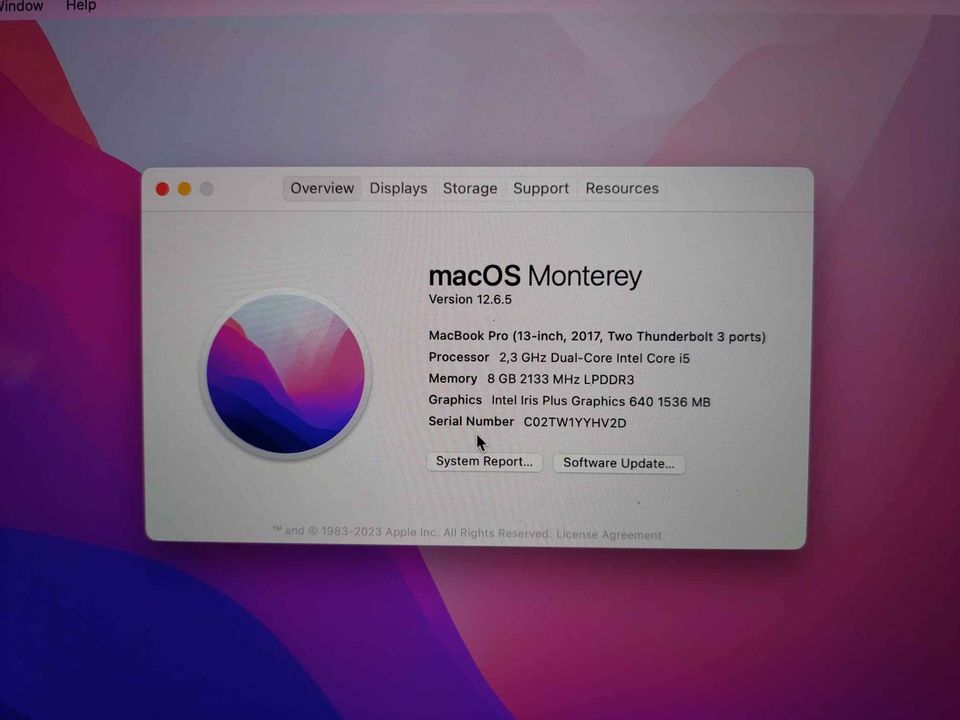 Window Help
Overview Displays Storage Support Resources
macOS Monterey
Version 12.6.5
MacBook Pro (13-inch, 2017, Two Thunderbolt 3 ports)
Processor 2,3 GHz Dual-Core Intel Core i5
Memory 8 GB 2133 MHz LPDDR3
Graphics Intel Iris Plus Graphics 640 1536 MB
Serial Number C02TW1YYHV2D
System Report... Software Update...
™ and © 1983-2023 Apple Inc. All Rights Reserved. License Agreement